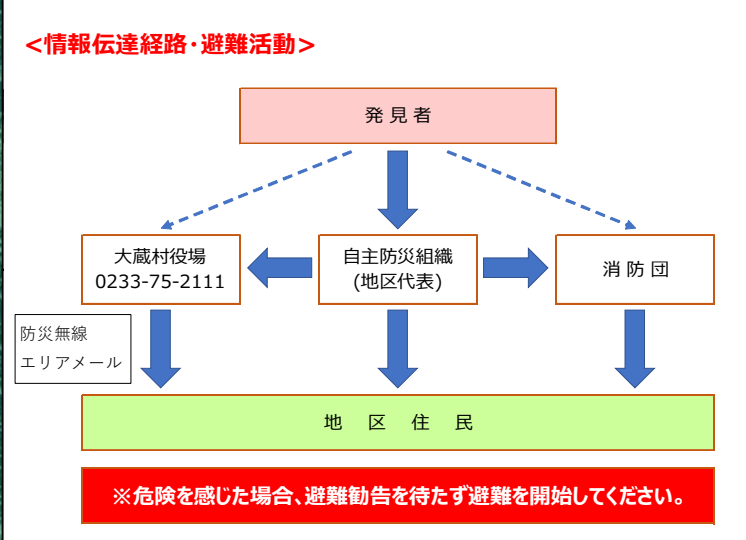 <情報伝達経路･避難活動>
発見者
大蔵村役場
0233-75-2111
自主防災組織
(地区代表)
消防団
防災無線
エリアメール
地区住民
※危険を感じた場合、避難勧告を待たず避難を開始してください。